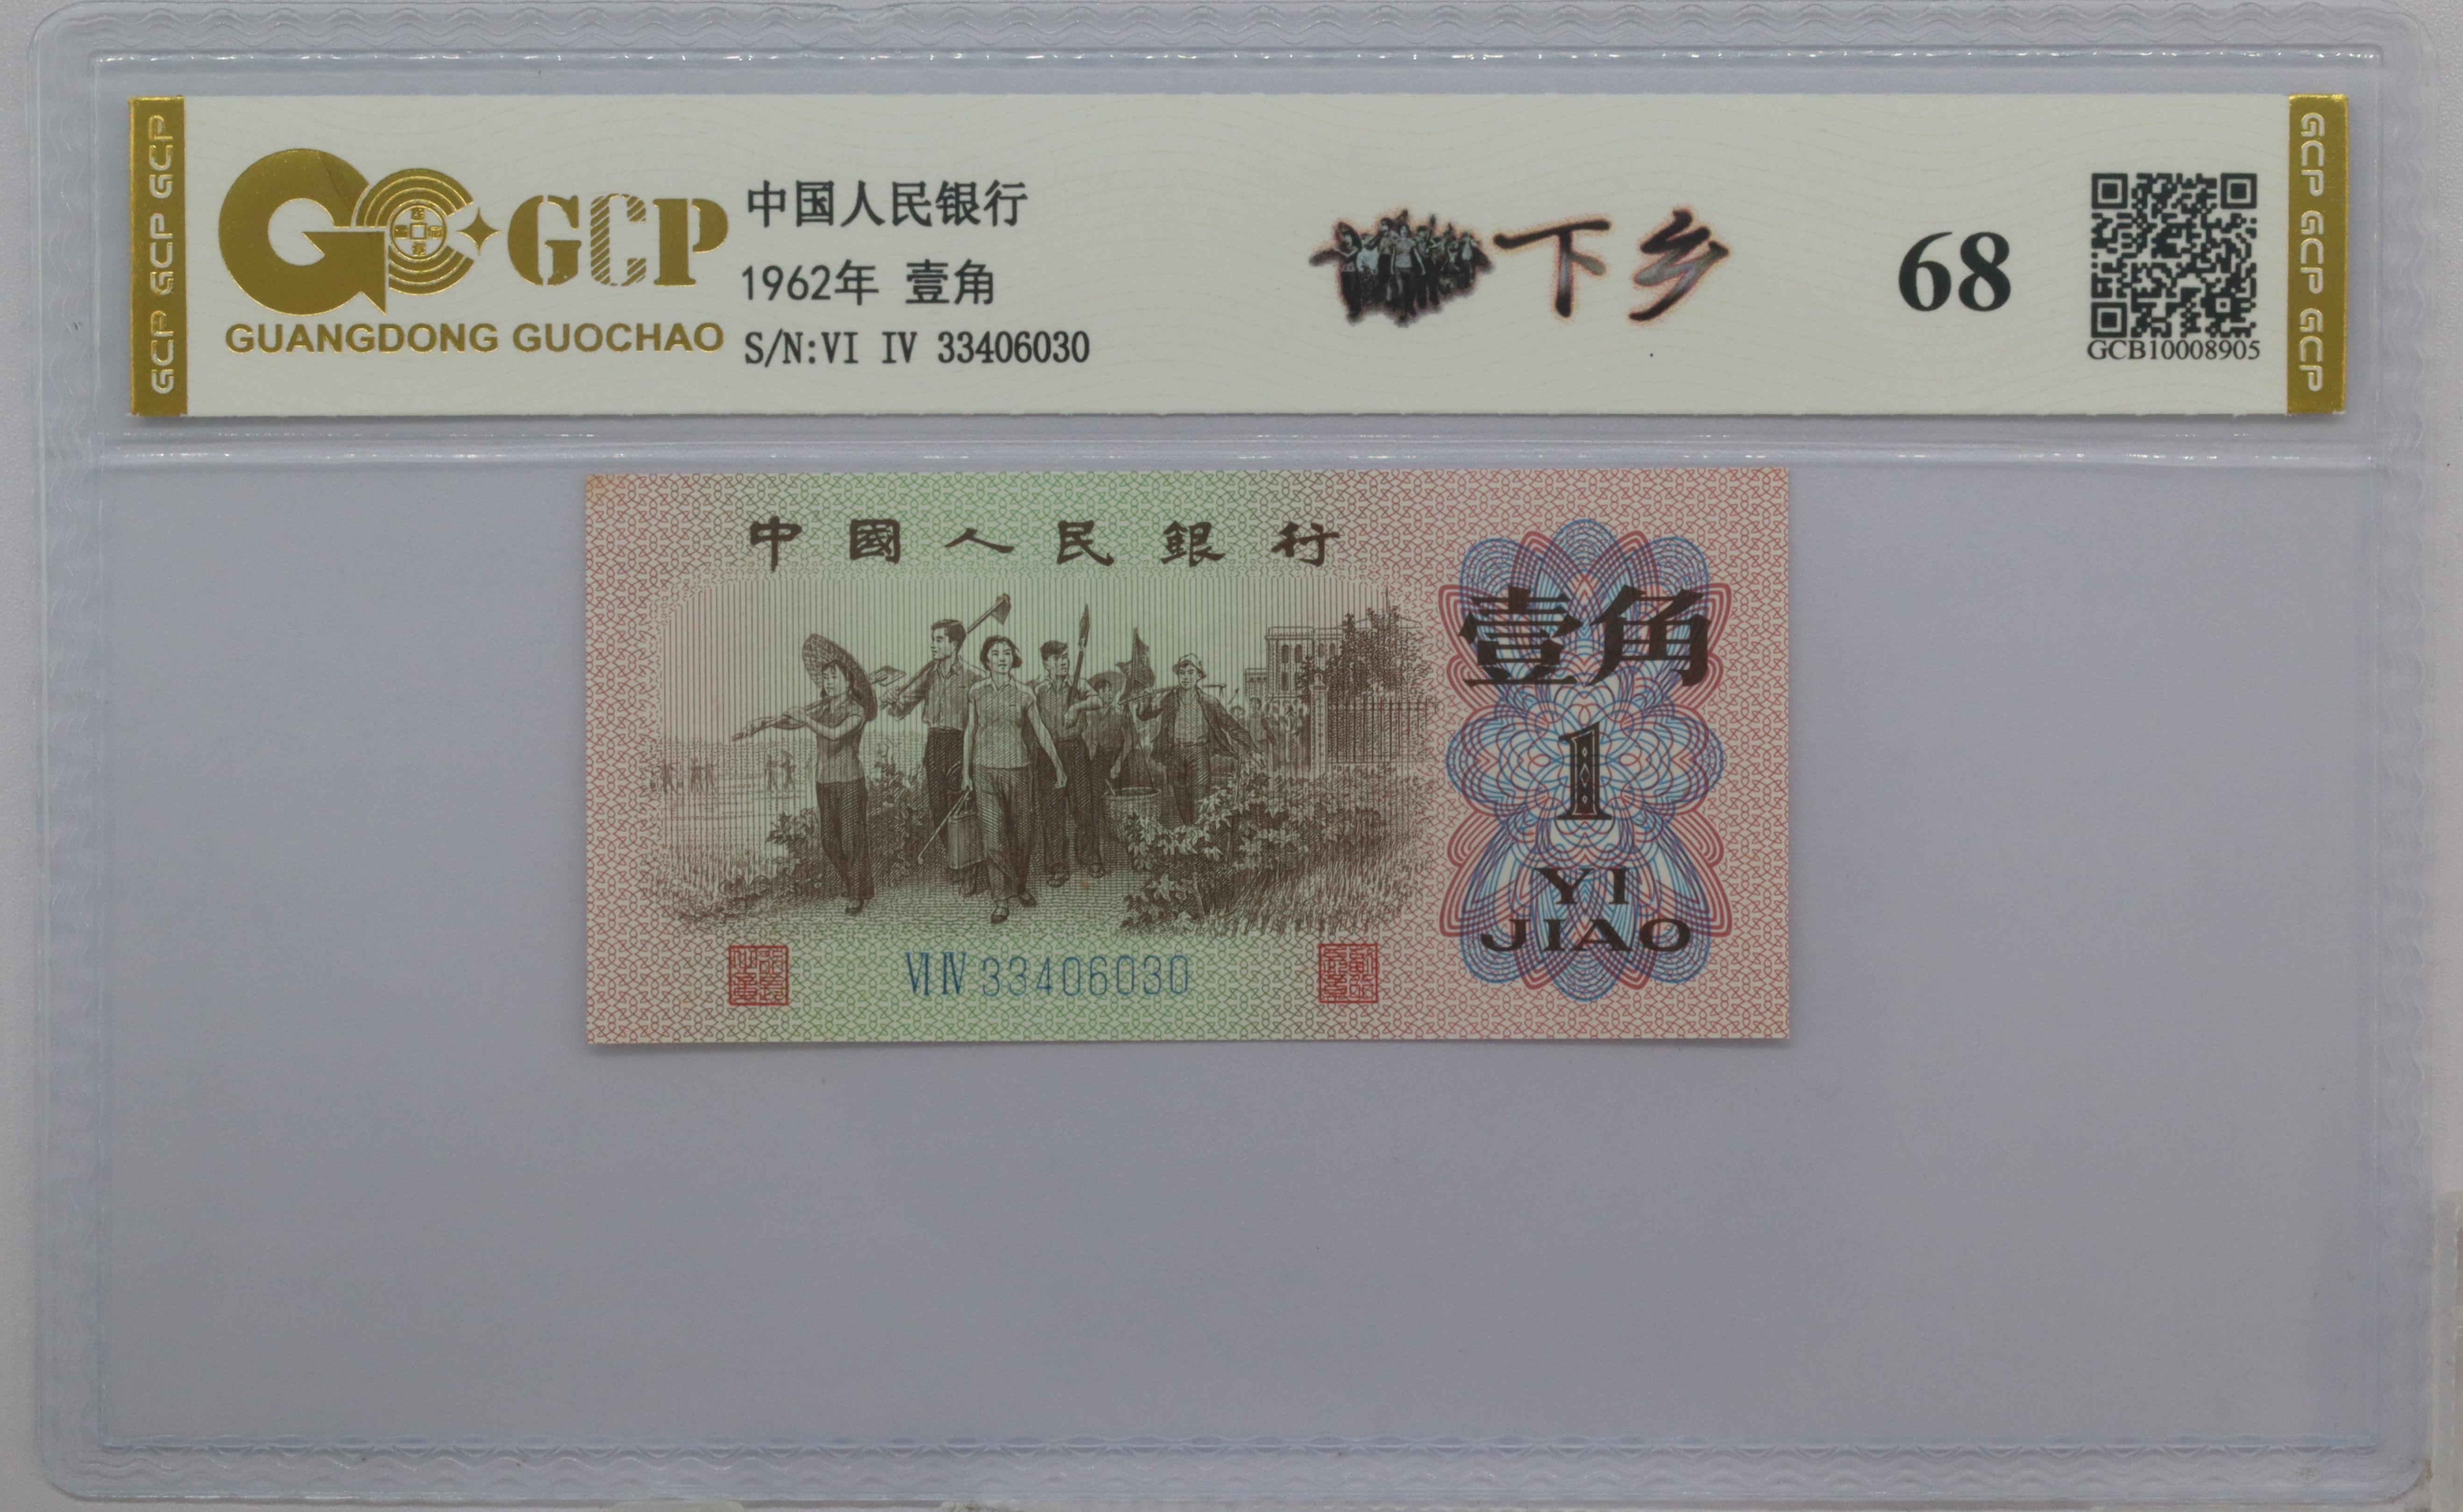 GCP GCP GCP
GCP
GUANGDONG GUOCHAO
中国人民银行
1962年 壹角
S/N:VI IV 33406030
下乡
68
GCB10008905
GCP GCP GCP
中國人民銀行
壹角
1
YI
JIAO
VI IV 33406030